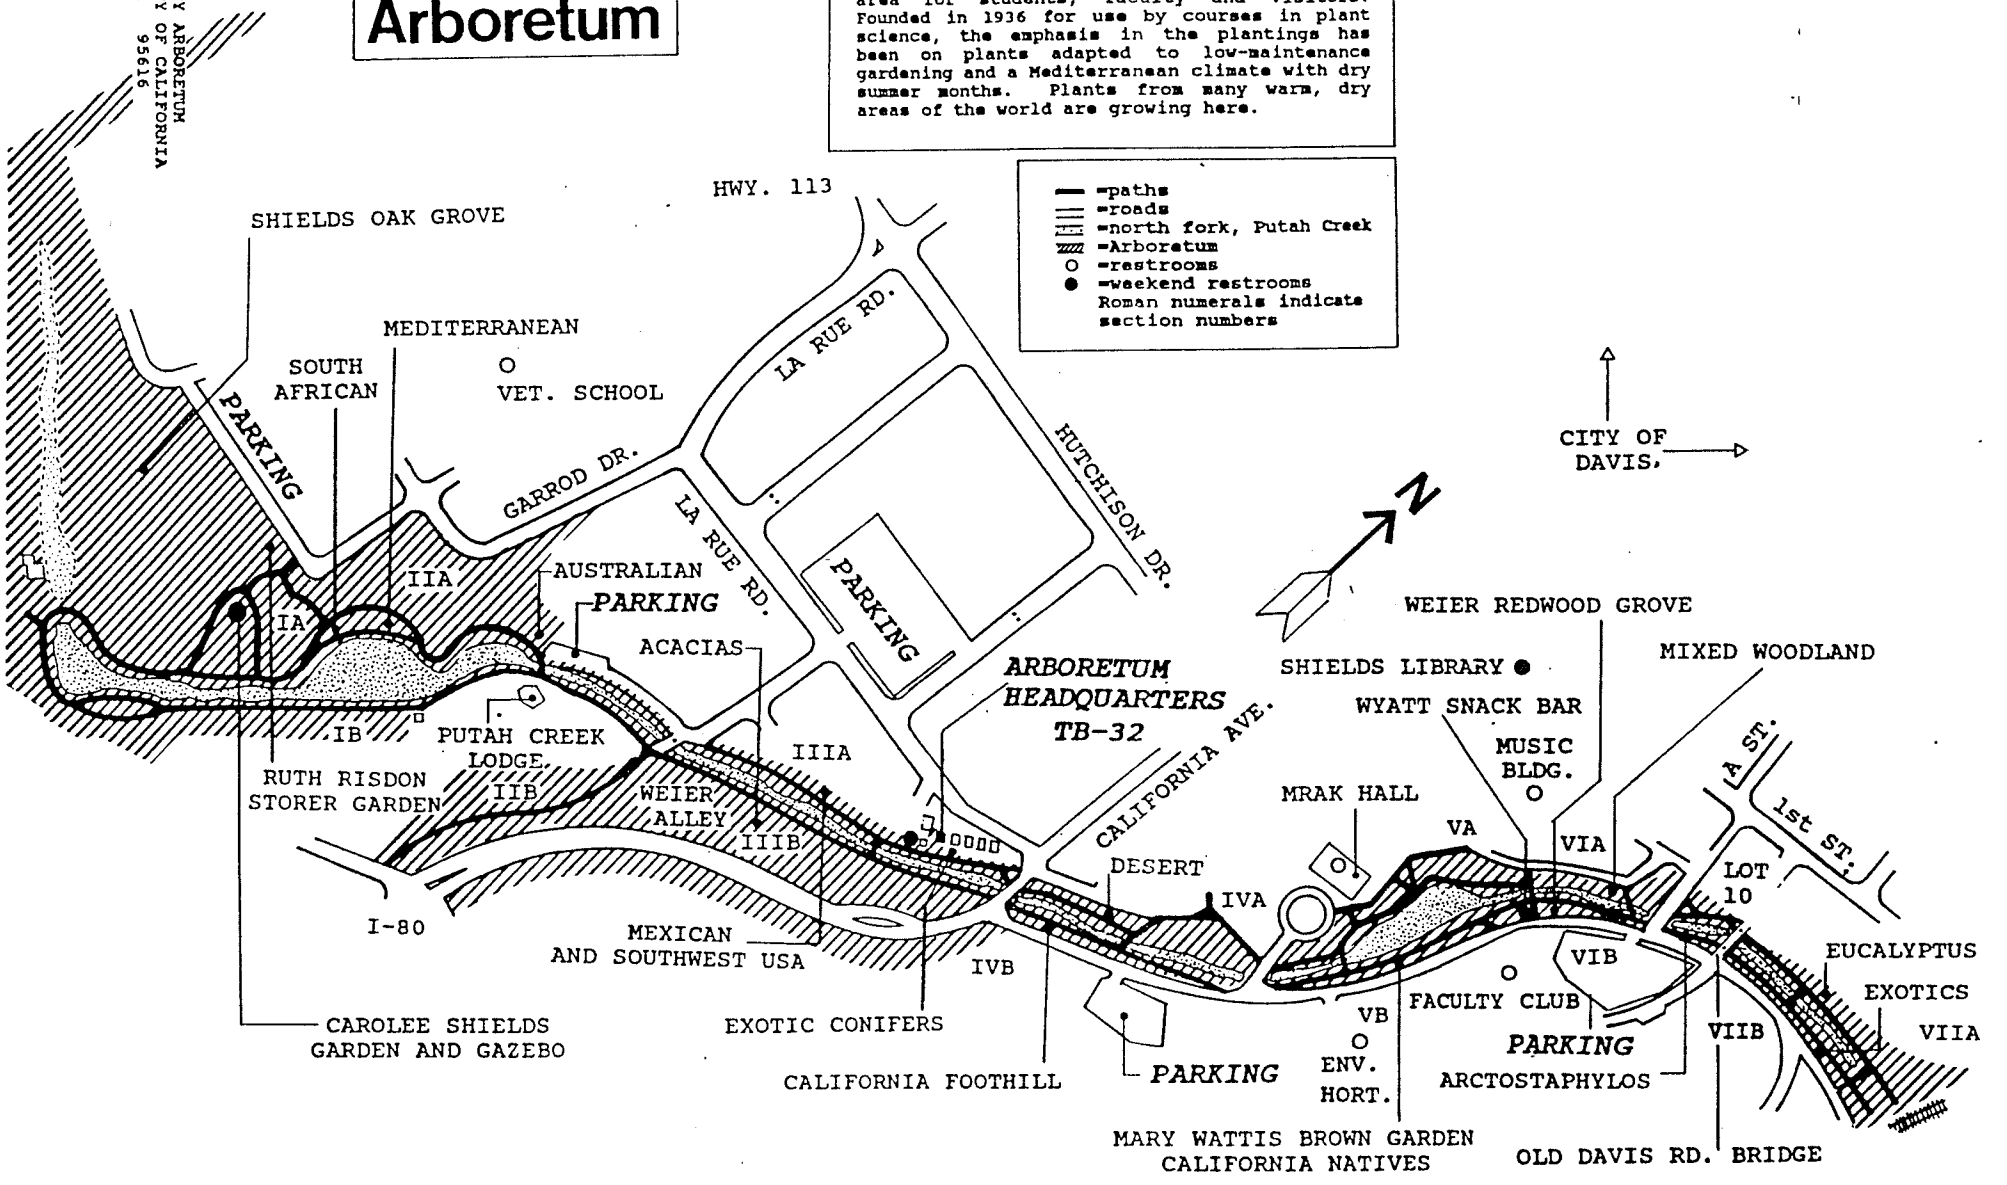 Arboretum
Y ARBORETUM
Y OF CALIFORNIA
95616
area for students, faculty and visitors.
Founded in 1936 for use by courses in plant
science, the emphasis in the plantings has
been on plants adapted to low-maintenance
gardening and a Mediterranean climate with dry
summer months. Plants from many warm, dry
areas of the world are growing here.
=paths
=roads
=north fork, Putah Creek
=Arboretum
=restrooms
=weekend restrooms
Roman numerals indicate
section numbers
HWY. 113
SHIELDS OAK GROVE
MEDITERRANEAN
SOUTH
AFRICAN
VET. SCHOOL
LA RUE RD.
PARKING
GARROD DR.
HUTCHISON DR.
CITY OF
DAVIS.
N
LA RUE RD.
PARKING
IIA
AUSTRALIAN
PARKING
IA
ACACIAS
WEIER REDWOOD GROVE
MIXED WOODLAND
SHIELDS LIBRARY
ARBORETUM
HEADQUARTERS
TB-32
WYATT SNACK BAR
CALIFORNIA AVE.
MUSIC
BLDG.
A ST.
1st ST.
IB
PUTAH CREEK
LODGE
IIB
RUTH RISDON
STORER GARDEN
WEIER
ALLEY
IIIA
IIIB
MRAK HALL
VA
VIA
DESERT
IVA
LOT
10
I-80
MEXICAN
AND SOUTHWEST USA
IVB
VIB
EUCALYPTUS
EXOTICS
VIIA
FACULTY CLUB
VB
VIIB
CAROLEE SHIELDS
GARDEN AND GAZEBO
EXOTIC CONIFERS
CALIFORNIA FOOTHILL
PARKING
ENV.
HORT.
PARKING
ARCTOSTAPHYLOS
MARY WATTIS BROWN GARDEN
CALIFORNIA NATIVES
OLD DAVIS RD. BRIDGE